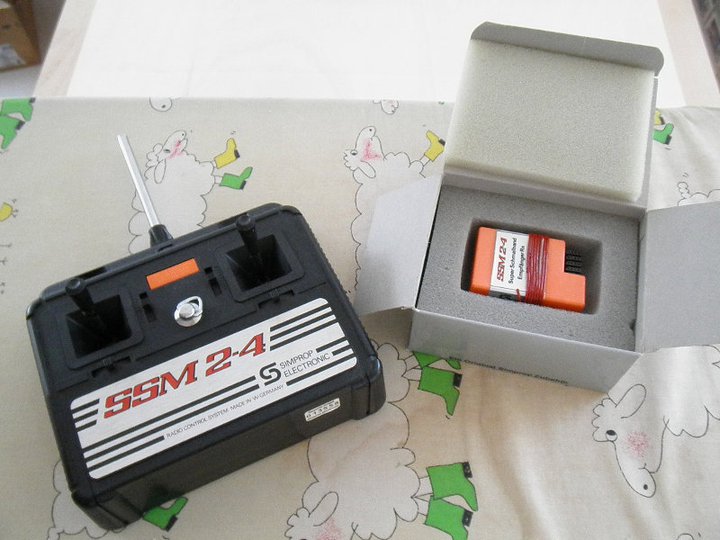 SSM 2-4
SIMPROP
ELECTRONIC
RADIO CONTROL SYSTEM MADE IN W-GERMANY
SSM 2-4
Super-Schmalband
Empfänger-Rx